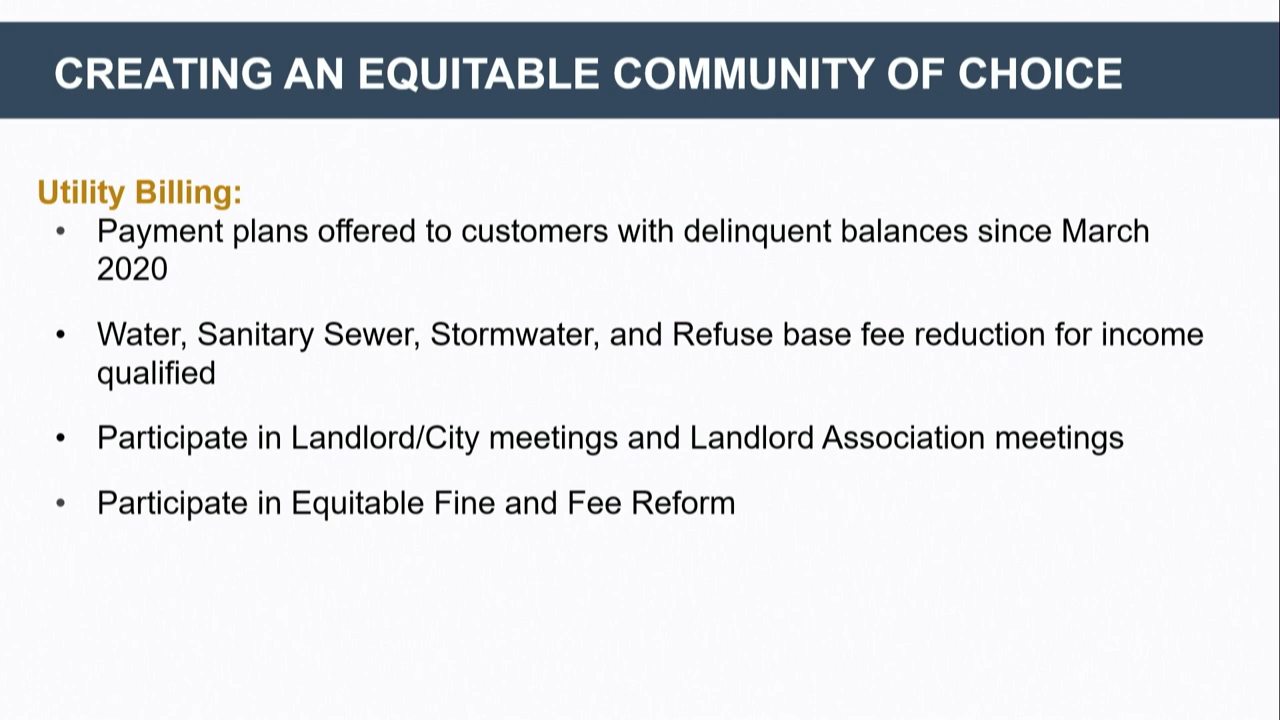 CREATING AN EQUITABLE COMMUNITY OF CHOICE
Utility Billing:
• Payment plans offered to customers with delinquent balances since March
2020
• Water, Sanitary Sewer, Stormwater, and Refuse base fee reduction for income
qualified
• Participate in Landlord/City meetings and Landlord Association meetings
• Participate in Equitable Fine and Fee Reform